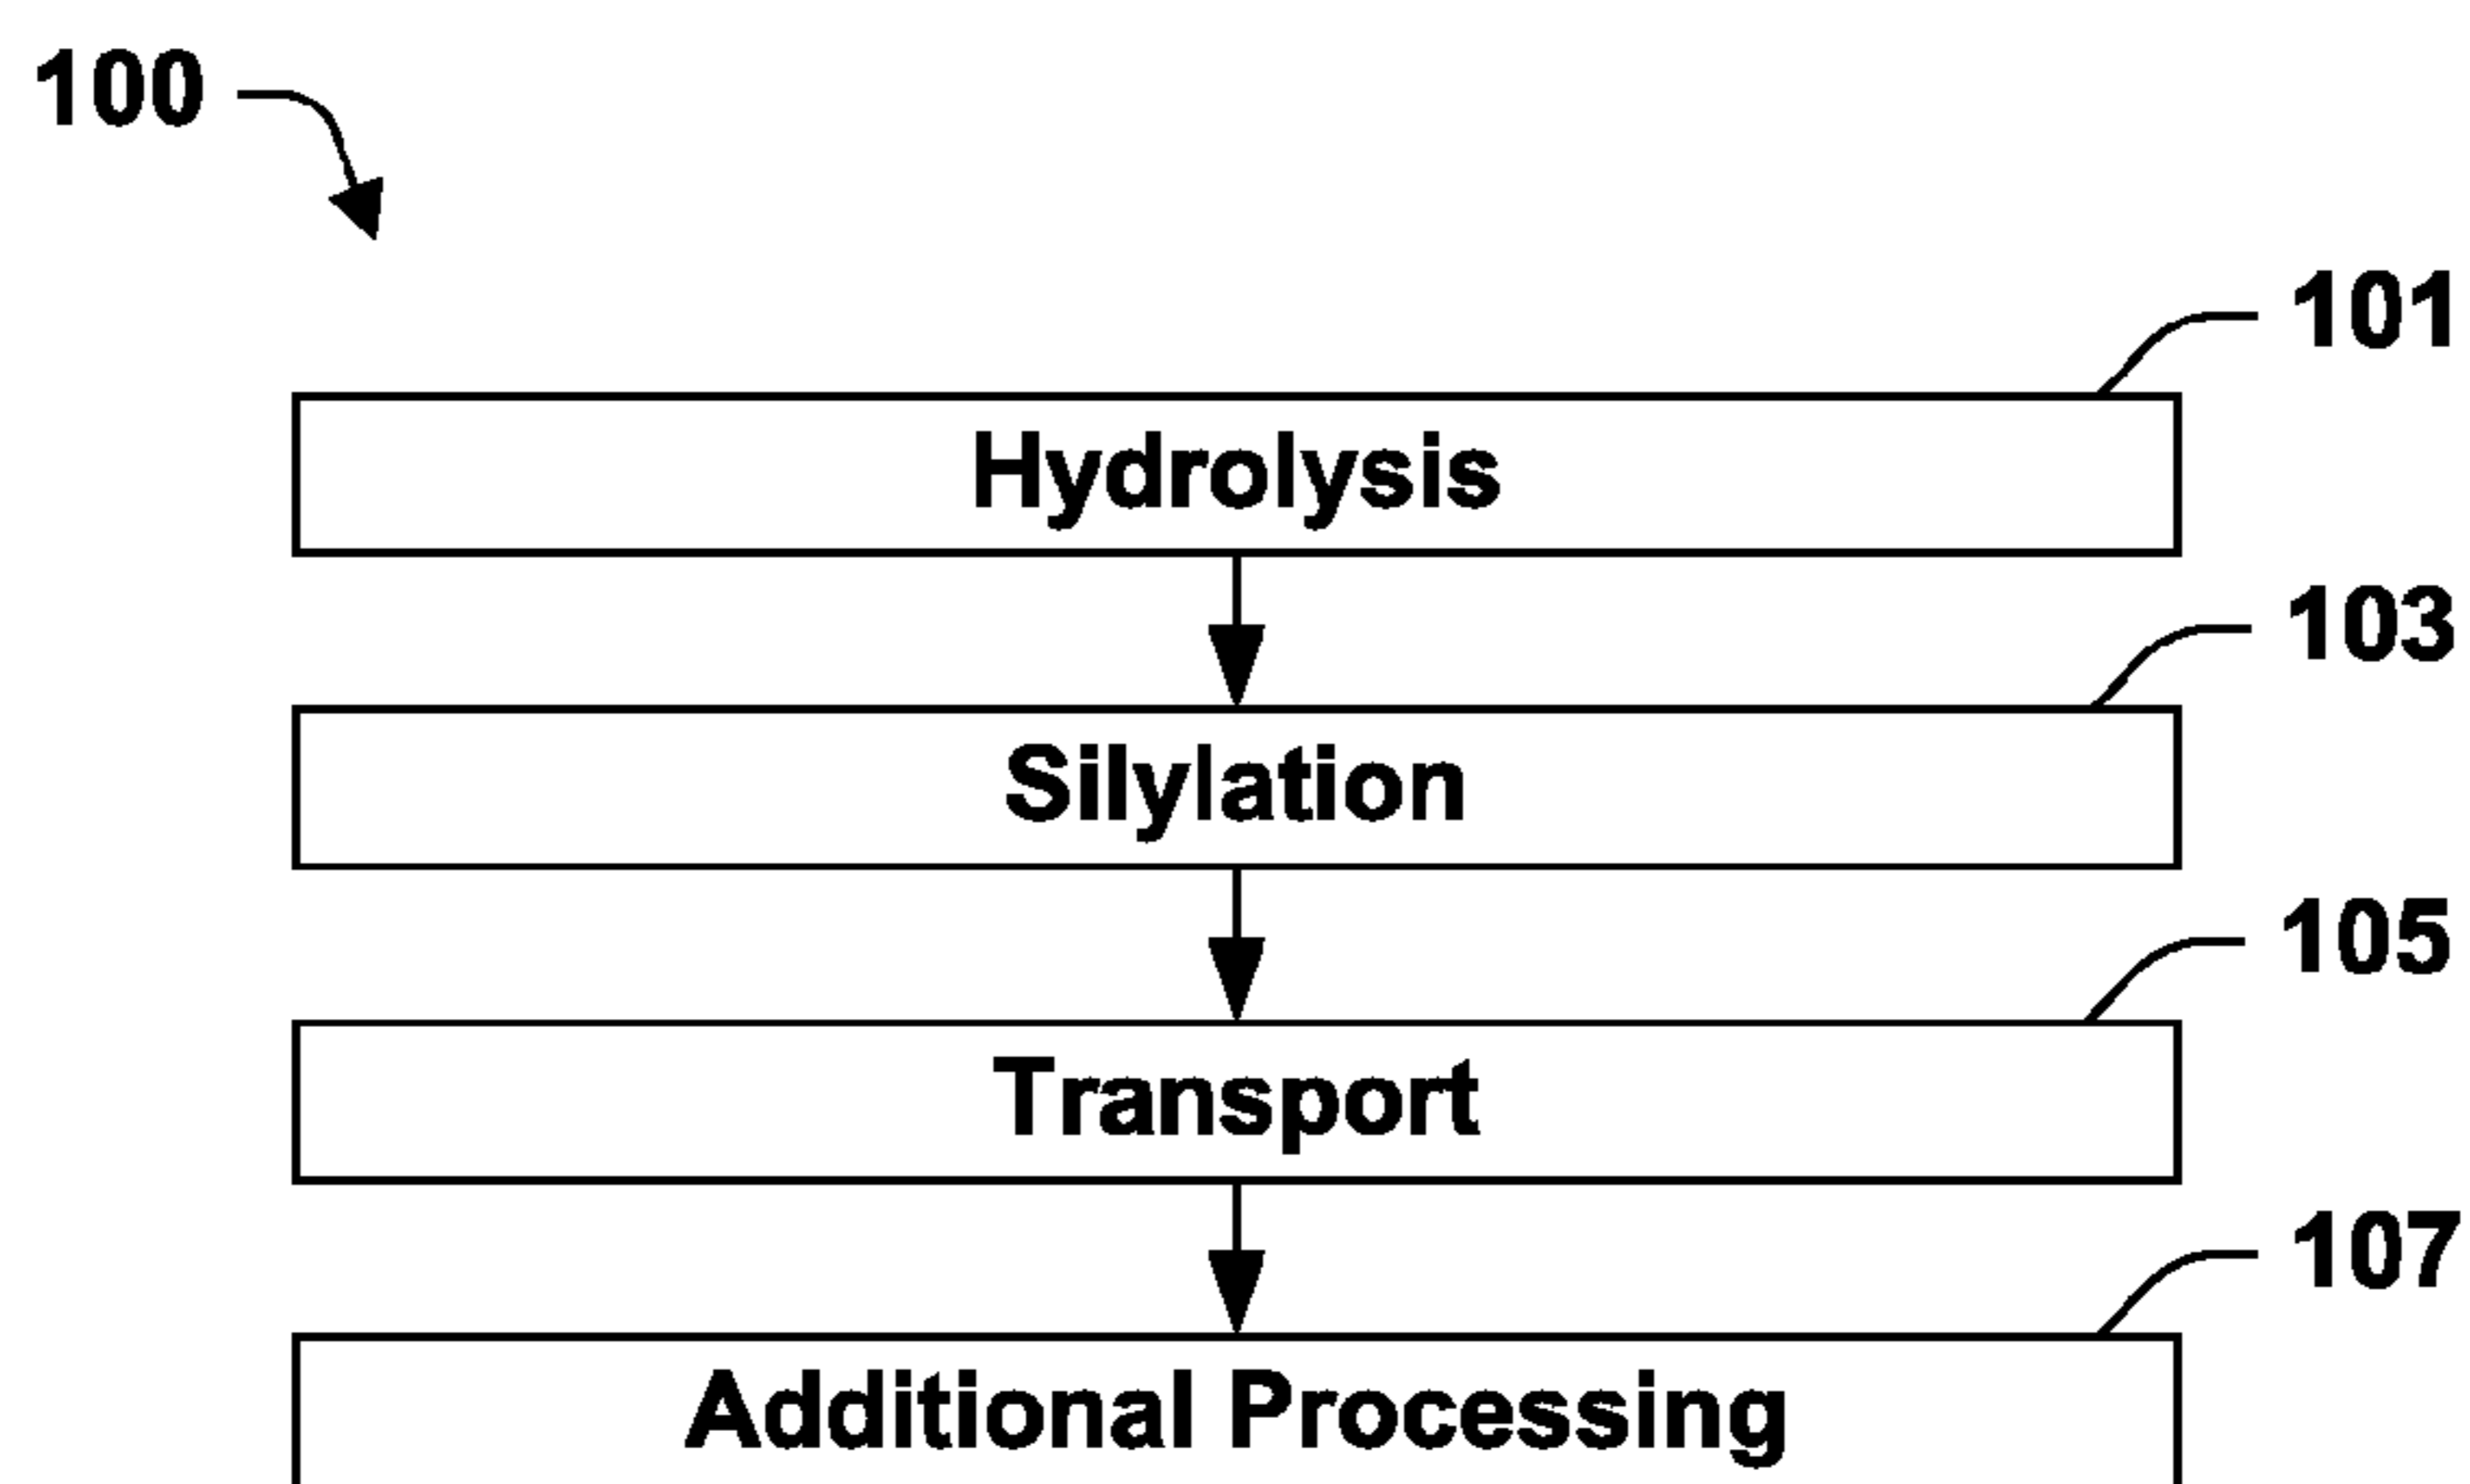 100
101
Hydrolysis
103
Silylation
105
Transport
107
Additional Processing